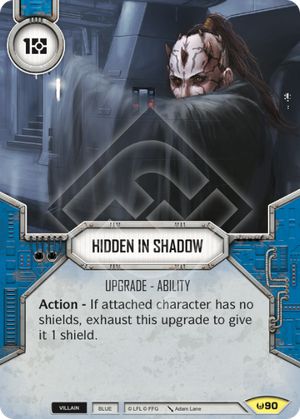 1
HIDDEN IN SHADOW
UPGRADE - ABILITY
Action - If attached character has no
shields, exhaust this upgrade to give
it 1 shield.
VILLAIN
BLUE
© LFL © FFG
Adam Lane
90